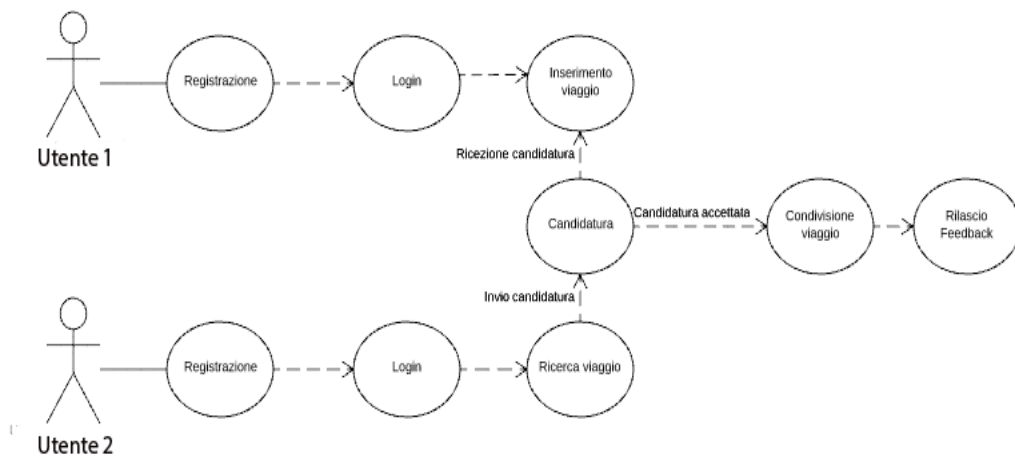 Registrazione
Login
Inserimento
viaggio
Utente 1
Ricezione candidatura
Candidatura
Candidatura accettata
Condivisione
viaggio
Rilascio
Feedback
Invio candidatura
Registrazione
Login
Ricerca viaggio
Utente 2